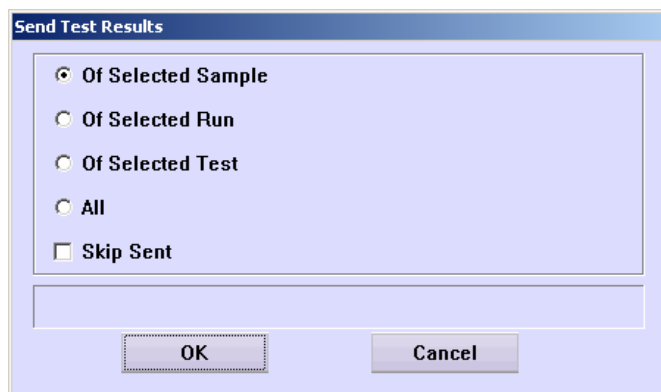 Send Test Results
Of Selected Sample
Of Selected Run
Of Selected Test
All
Skip Sent
OK Cancel